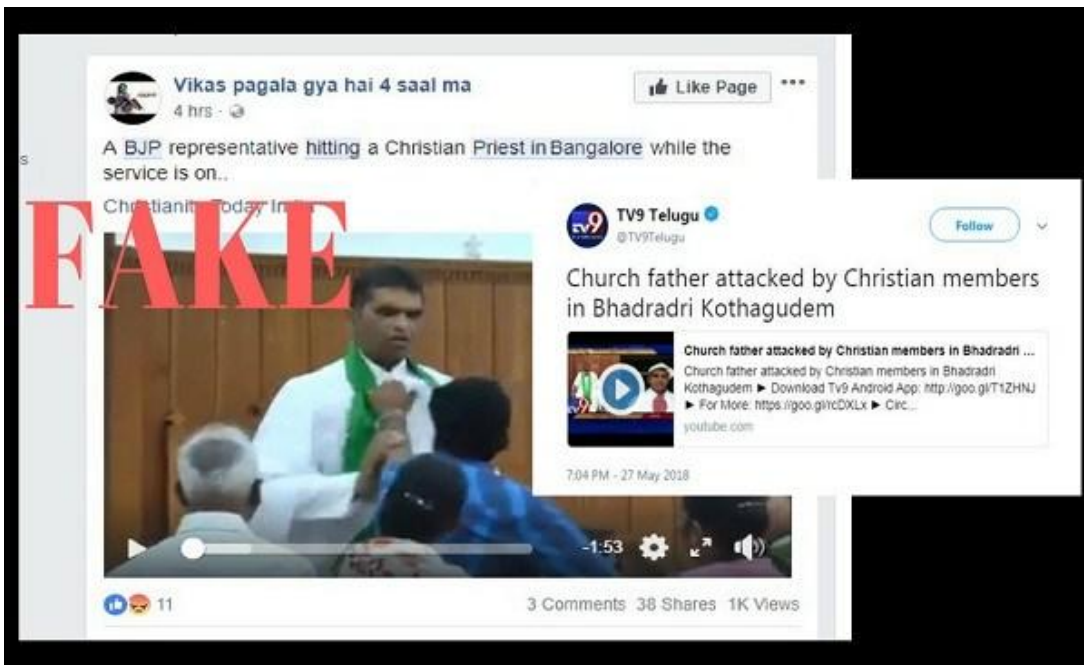 Vikas pagala gya hai 4 saal ma
4 hrs
Like Page
A BJP representative hitting a Christian Priest in Bangalore while the
service is on..
Christianity Today India
FAKE
-1:53
11
3 Comments 38 Shares 1K Views
TV9 Telugu
@TV9Telugu
Follow
Church father attacked by Christian members
in Bhadradri Kothagudem
Church father attacked by Christian members in Bhadradri ...
Church father attacked by Christian members in Bhadradri
Kothagudem ► Download Tv9 Android App: http://goo.gl/T1ZHNJ
► For More: https://goo.gl/rcDXLx ► Circ...
youtube.com
7:04 PM - 27 May 2018